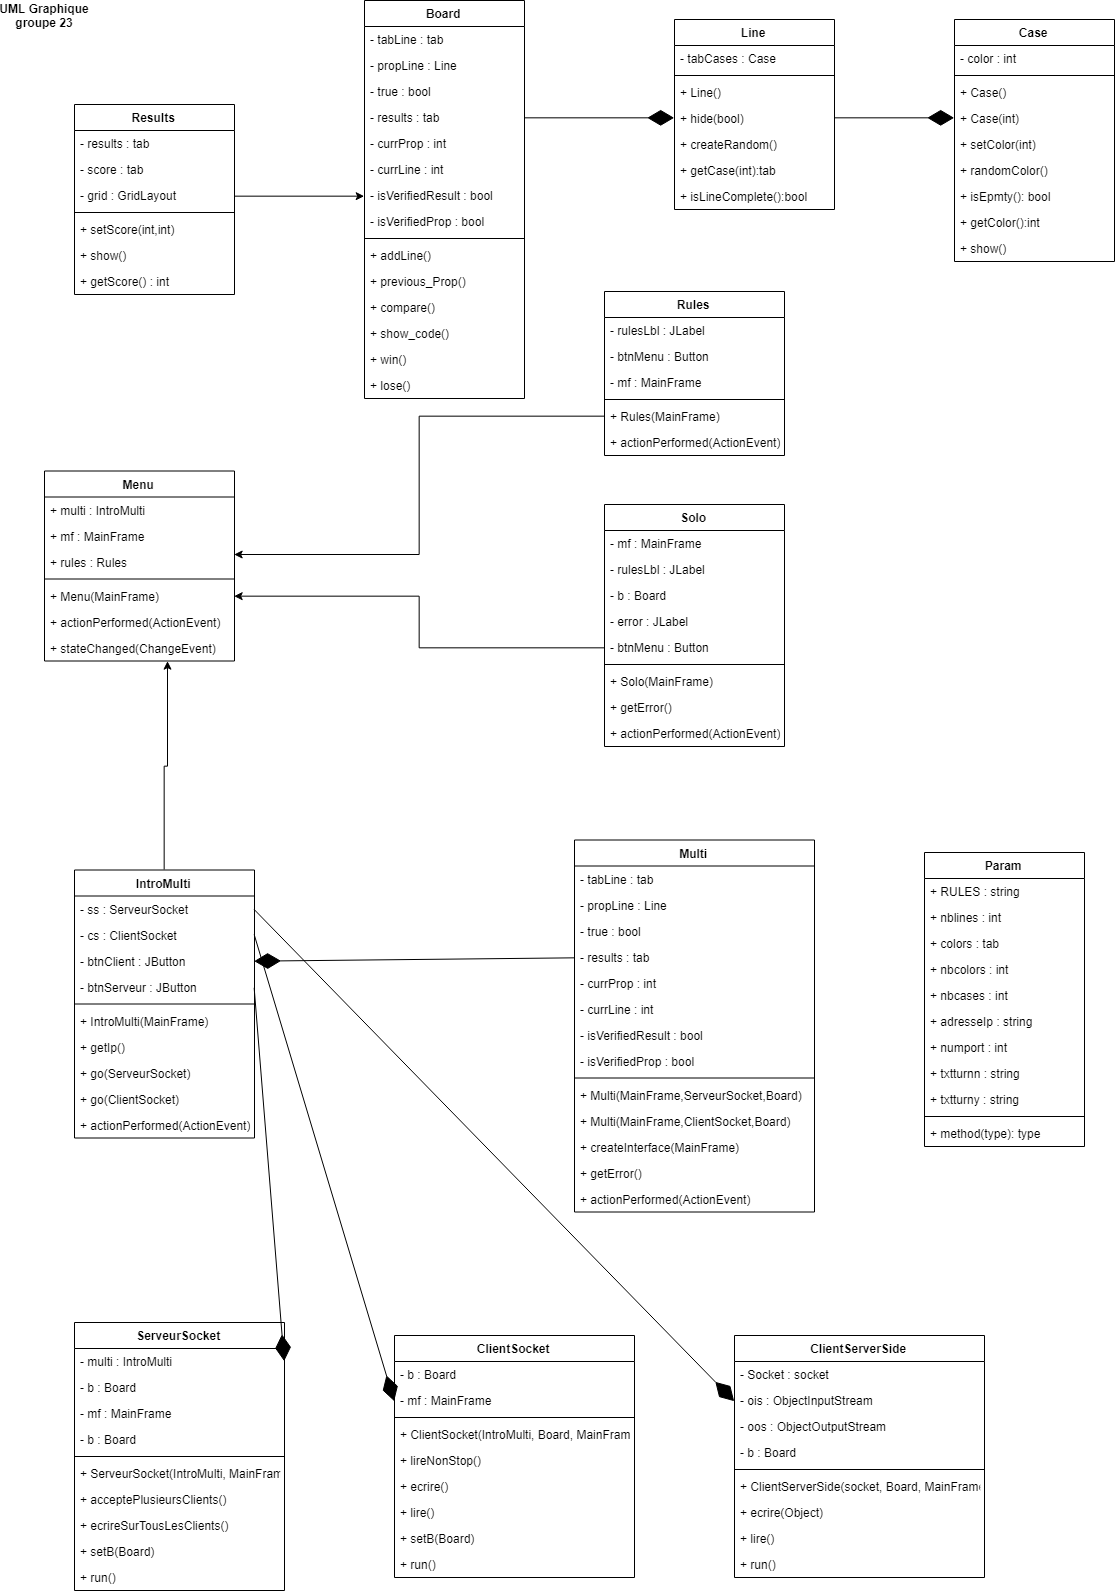 UML Graphique
groupe 23
Board
- tabLine : tab
- propLine : Line
- true : bool
- results : tab
- currProp : int
- currLine : int
- isVerifiedResult : bool
- isVerifiedProp : bool
+ addLine()
+ previous_Prop()
+ compare()
+ show_code()
+ win()
+ lose()
Line
- tabCases : Case
+ Line()
+ hide(bool)
+ createRandom()
+ getCase(int):tab
+ isLineComplete():bool
Case
- color : int
+ Case()
+ Case(int)
+ setColor(int)
+ randomColor()
+ isEpmty(): bool
+ getColor():int
+ show()
Results
- results : tab
- score : tab
- grid : GridLayout
+ setScore(int,int)
+ show()
+ getScore() : int
Rules
- rulesLbl : JLabel
- btnMenu : Button
- mf : MainFrame
+ Rules(MainFrame)
+ actionPerformed(ActionEvent)
Menu
+ multi : IntroMulti
+ mf : MainFrame
+ rules : Rules
+ Menu(MainFrame)
+ actionPerformed(ActionEvent)
+ stateChanged(ChangeEvent)
Solo
- mf : MainFrame
- rulesLbl : JLabel
- b : Board
- error : JLabel
- btnMenu : Button
+ Solo(MainFrame)
+ getError()
+ actionPerformed(ActionEvent)
IntroMulti
- ss : ServeurSocket
- cs : ClientSocket
- btnClient : JButton
- btnServeur : JButton
+ IntroMulti(MainFrame)
+ getIp()
+ go(ServeurSocket)
+ go(ClientSocket)
+ actionPerformed(ActionEvent)
Multi
- tabLine : tab
- propLine : Line
- true : bool
- results : tab
- currProp : int
- currLine : int
- isVerifiedResult : bool
- isVerifiedProp : bool
+ Multi(MainFrame,ServeurSocket,Board)
+ Multi(MainFrame,ClientSocket,Board)
+ createInterface(MainFrame)
+ getError()
+ actionPerformed(ActionEvent)
Param
+ RULES : string
+ nblines : int
+ colors : tab
+ nbcolors : int
+ nbcases : int
+ adresseIp : string
+ numport : int
+ txtturnn : string
+ txtturny : string
+ method(type): type
ServeurSocket
- multi : IntroMulti
- b : Board
- mf : MainFrame
- b : Board
+ ServeurSocket(IntroMulti, MainFram
+ acceptePlusieursClients()
+ ecrireSurTousLesClients()
+ setB(Board)
+ run()
ClientSocket
- b : Board
- mf : MainFrame
+ ClientSocket(IntroMulti, Board, MainFram
+ lireNonStop()
+ ecrire()
+ lire()
+ setB(Board)
+ run()
ClientServerSide
- Socket : socket
- ois : ObjectInputStream
- oos : ObjectOutputStream
- b : Board
+ ClientServerSide(socket, Board, MainFrame
+ ecrire(Object)
+ lire()
+ run()